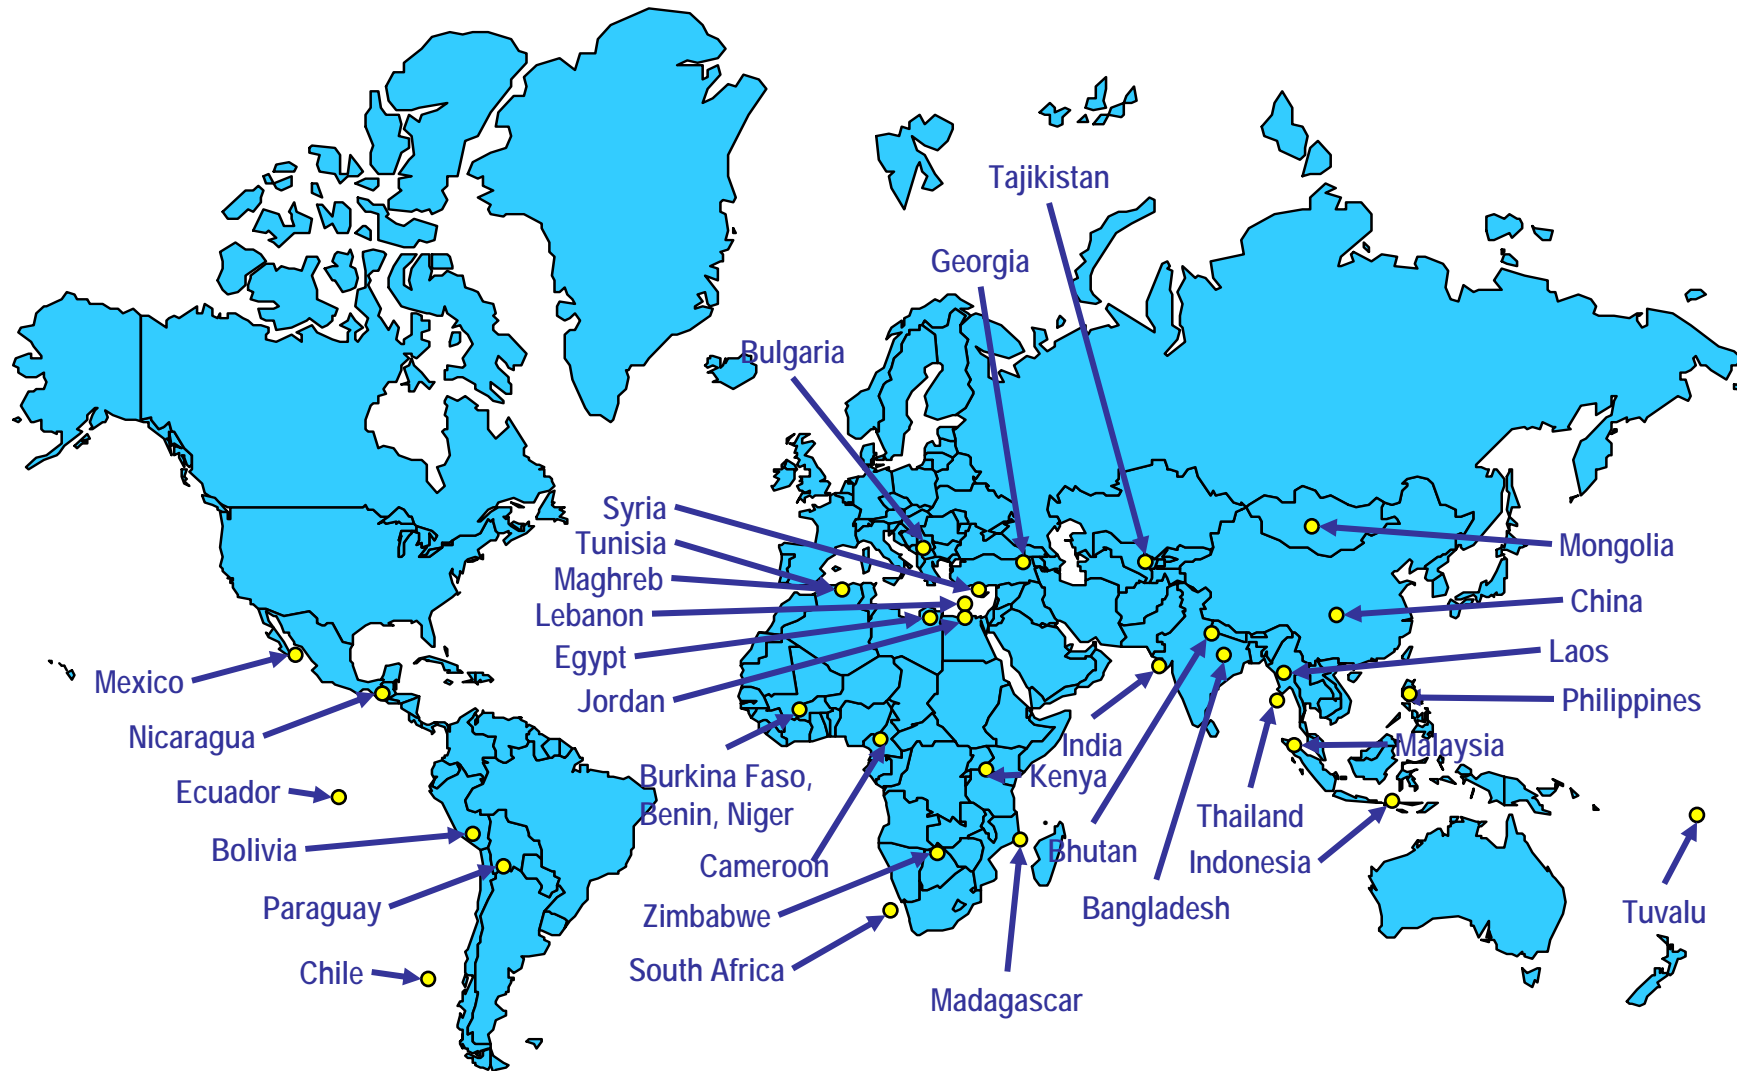 Tajikistan
Georgia
Bulgaria
Syria
Tunisia
Maghreb
Lebanon
Egypt
Jordan
Mongolia
China
Laos
Philippines
Mexico
Nicaragua
Ecuador
Bolivia
Paraguay
Chile
Burkina Faso,
Benin, Niger
Cameroon
Zimbabwe
South Africa
Madagascar
India
Kenya
Bhutan
Bangladesh
Malaysia
Thailand
Indonesia
Tuvalu